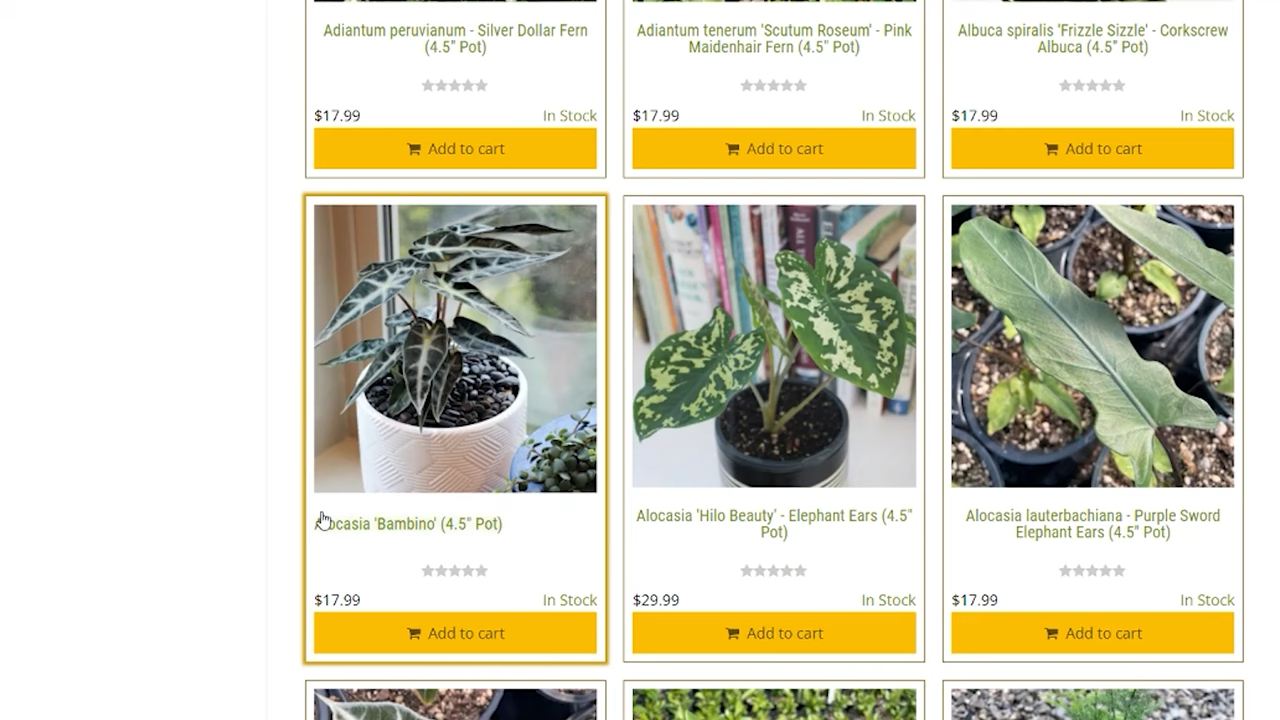 Adiantum peruvianum - Silver Dollar Fern
(4.5" Pot)
$17.99 In Stock
Add to cart
Adiantum tenerum 'Scutum Roseum' - Pink
Maidenhair Fern (4.5" Pot)
$17.99 In Stock
Add to cart
Albuca spiralis 'Frizzle Sizzle' - Corkscrew
Albuca (4.5" Pot)
$17.99 In Stock
Add to cart
Alocasia 'Bambino' (4.5" Pot)
$17.99 In Stock
Add to cart
Alocasia 'Hilo Beauty' - Elephant Ears (4.5"
Pot)
$29.99 In Stock
Add to cart
Alocasia lauterbachiana - Purple Sword
Elephant Ears (4.5" Pot)
$17.99 In Stock
Add to cart